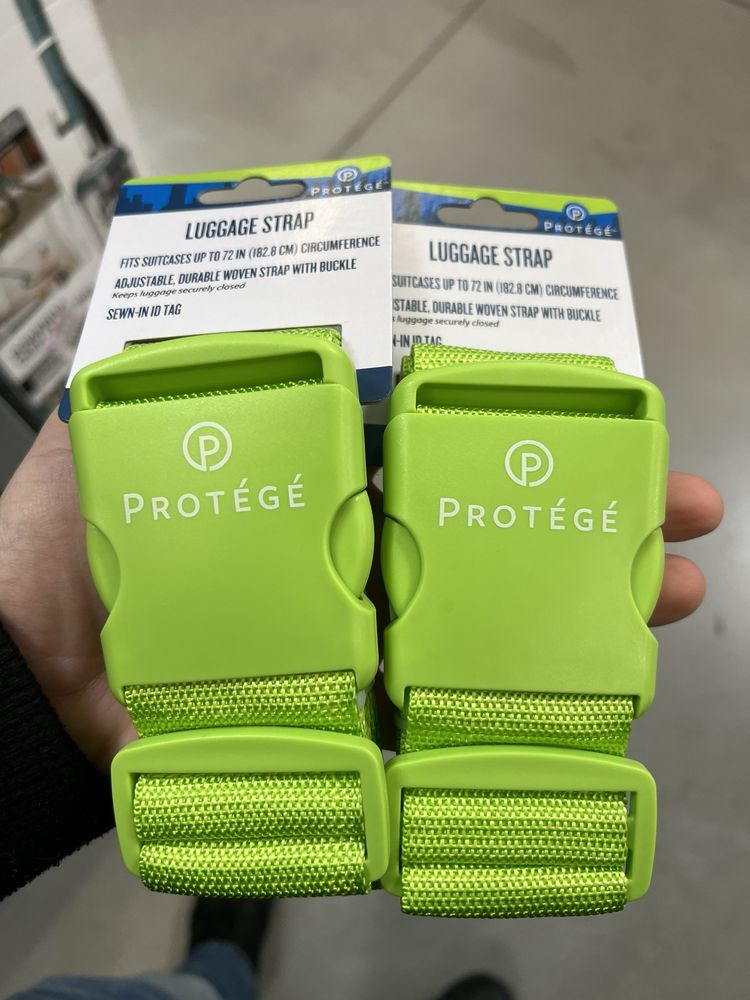 PROTÉGÉ
LUGGAGE STRAP
FITS SUITCASES UP TO 72 IN (182.8 CM) CIRCUMFERENCE
ADJUSTABLE, DURABLE WOVEN STRAP WITH BUCKLE
Keeps luggage securely closed
SEWN-IN ID TAG
PROTÉGÉ
PROTÉGÉ
LUGGAGE STRAP
SUITCASES UP TO 72 IN (182.8 CM) CIRCUMFERENCE
STABLE, DURABLE WOVEN STRAP WITH BUCKLE
luggage securely closed
N-IN ID TAG
PROTÉGÉ